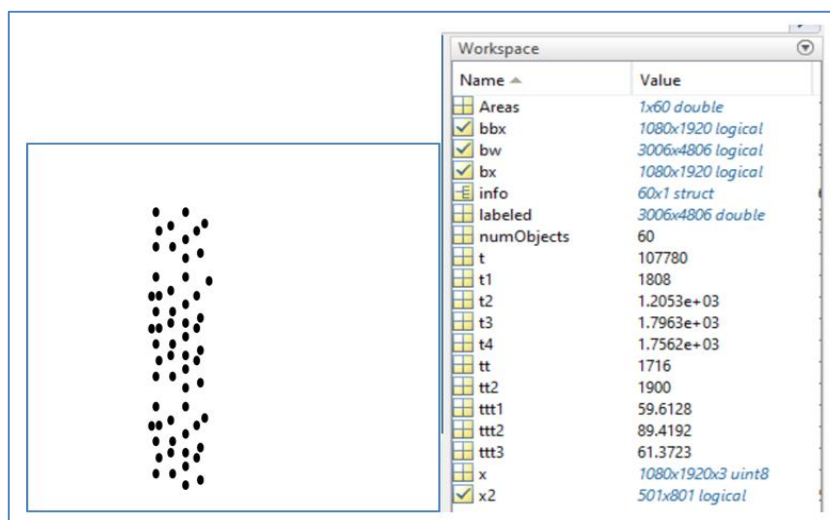 Workspace
Name Value
Areas 1x60 double
bbx 1080x1920 logical
bw 3006x4806 logical
bx 1080x1920 logical
info 60x1 struct
labeled 3006x4806 double
numObjects 60
t 107780
t1 1808
t2 1.2053e+03
t3 1.7963e+03
t4 1.7562e+03
tt 1716
tt2 1900
ttt1 59.6128
ttt2 89.4192
ttt3 61.3723
x 1080x1920x3 uint8
x2 501x801 logical